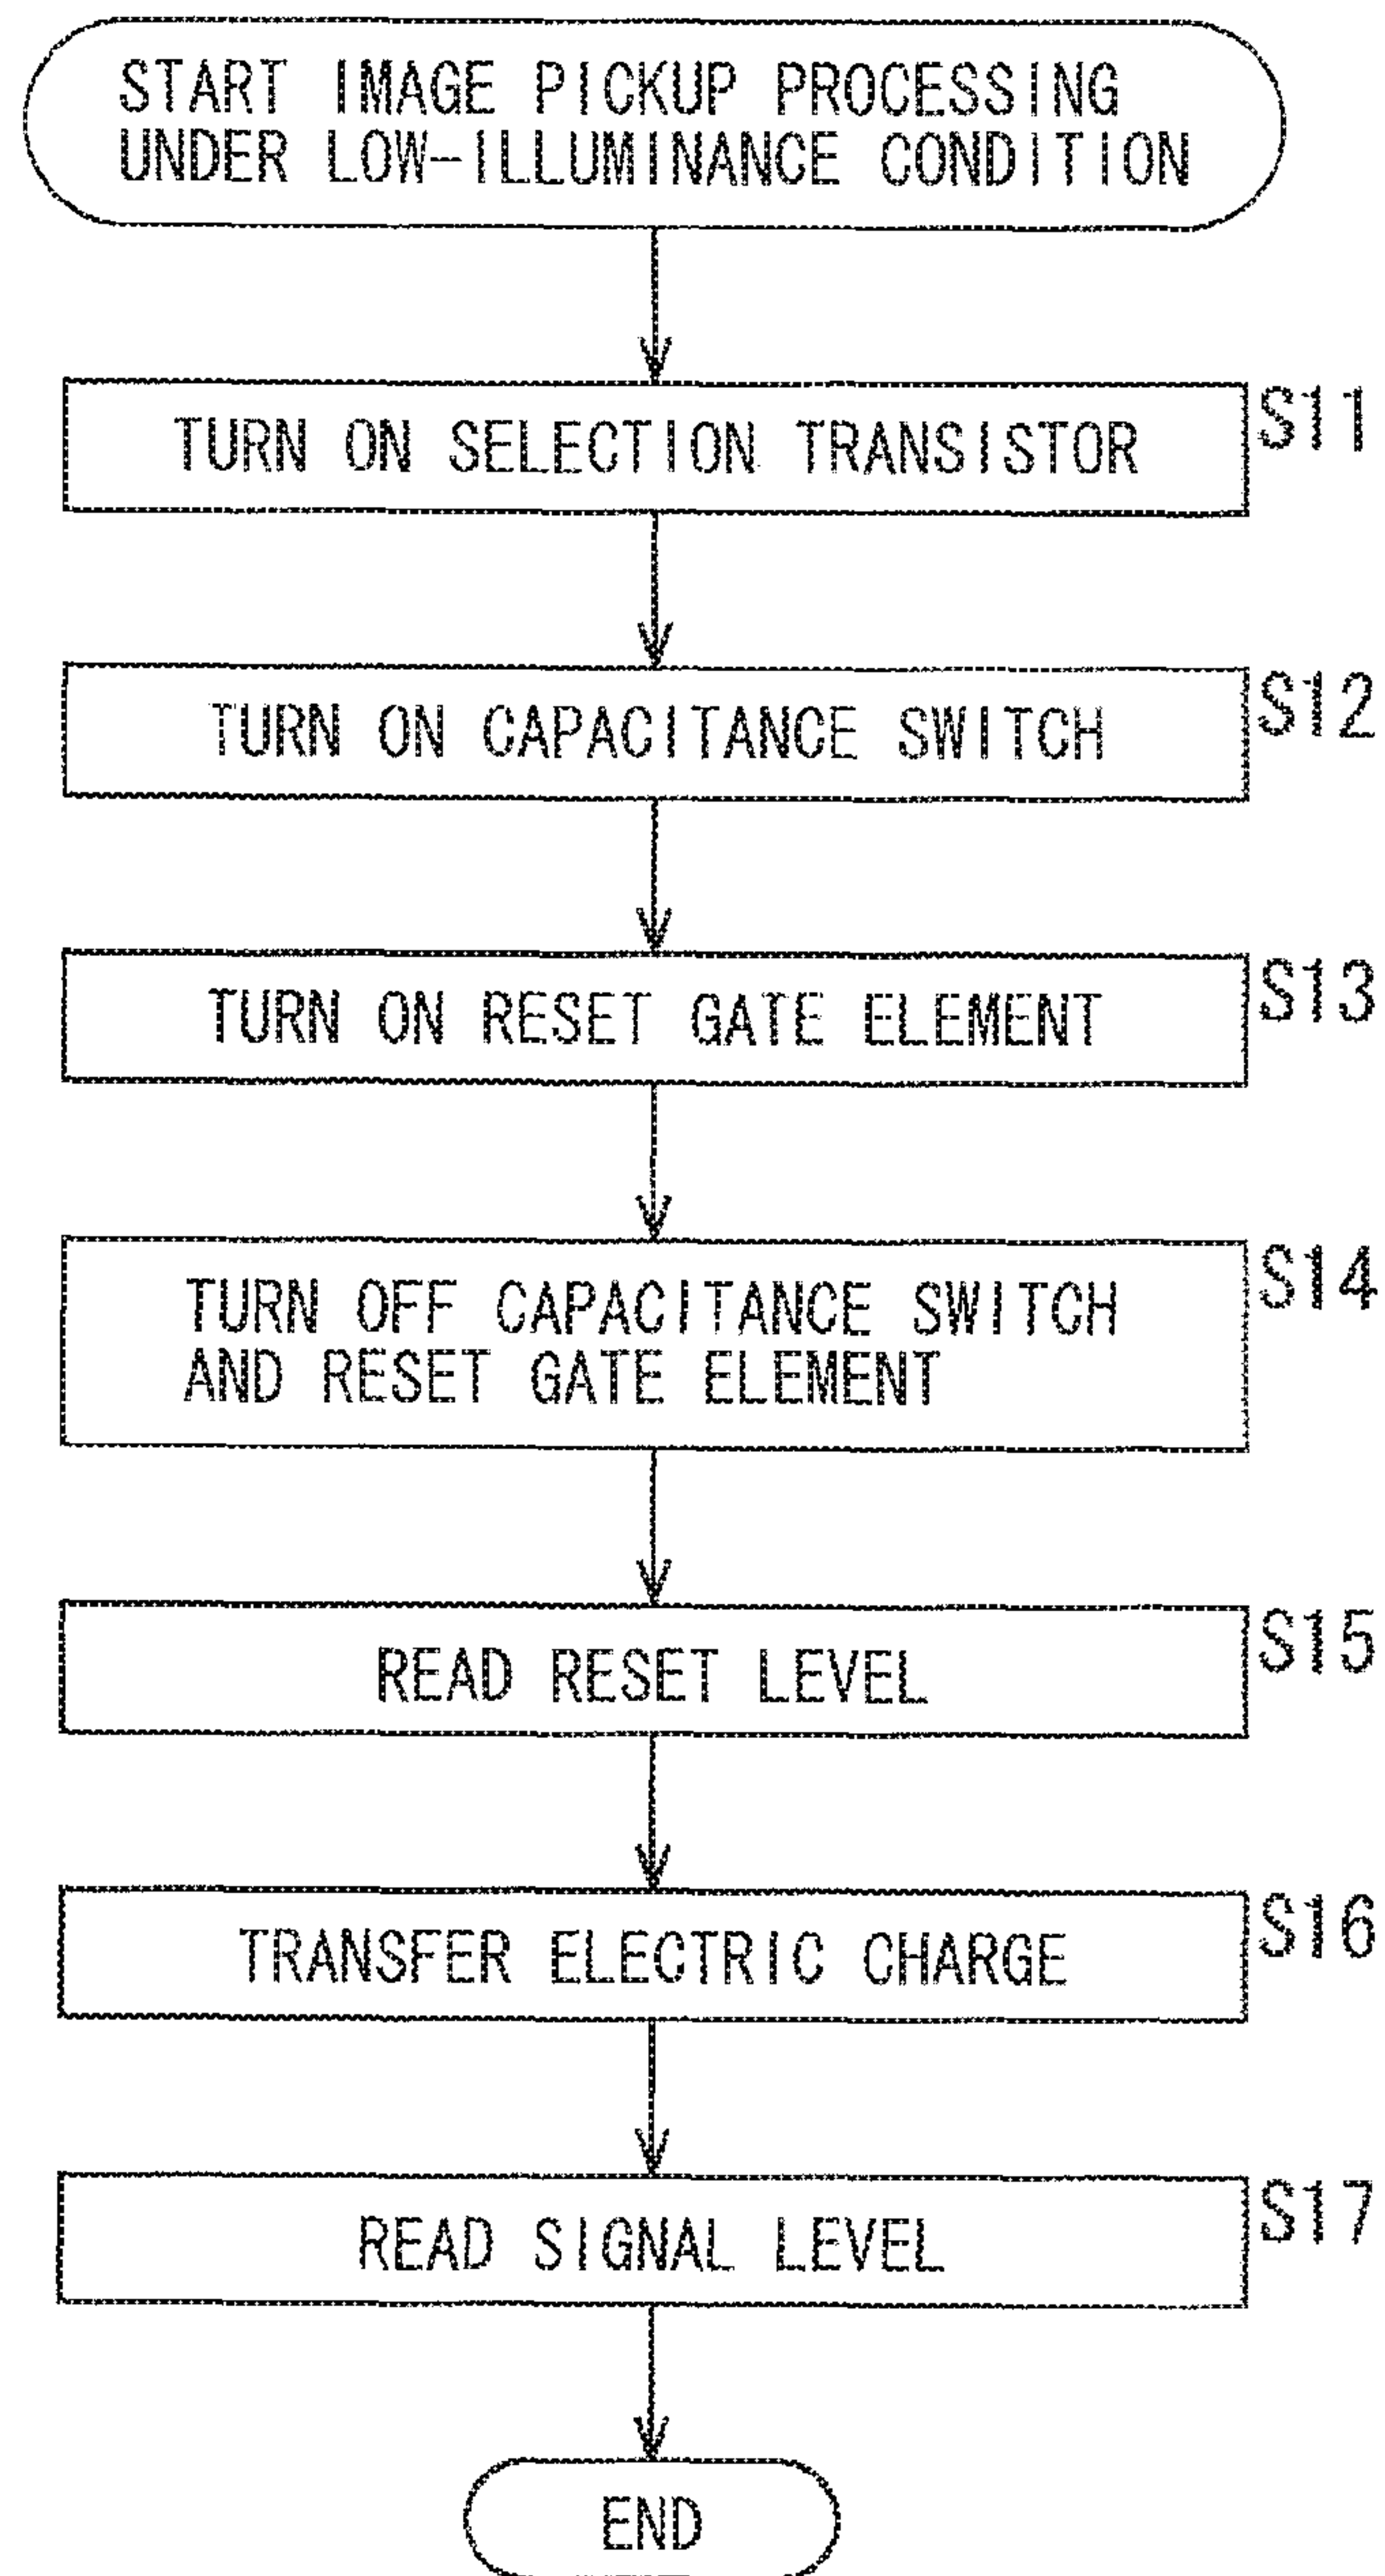 START IMAGE PICKUP PROCESSING
UNDER LOW-ILLUMINANCE CONDITION
TURN ON SELECTION TRANSISTOR
S11
TURN ON CAPACITANCE SWITCH
S12
TURN ON RESET GATE ELEMENT
S13
TURN OFF CAPACITANCE SWITCH
AND RESET GATE ELEMENT
S14
READ RESET LEVEL
S15
TRANSFER ELECTRIC CHARGE
S16
READ SIGNAL LEVEL
S17
END